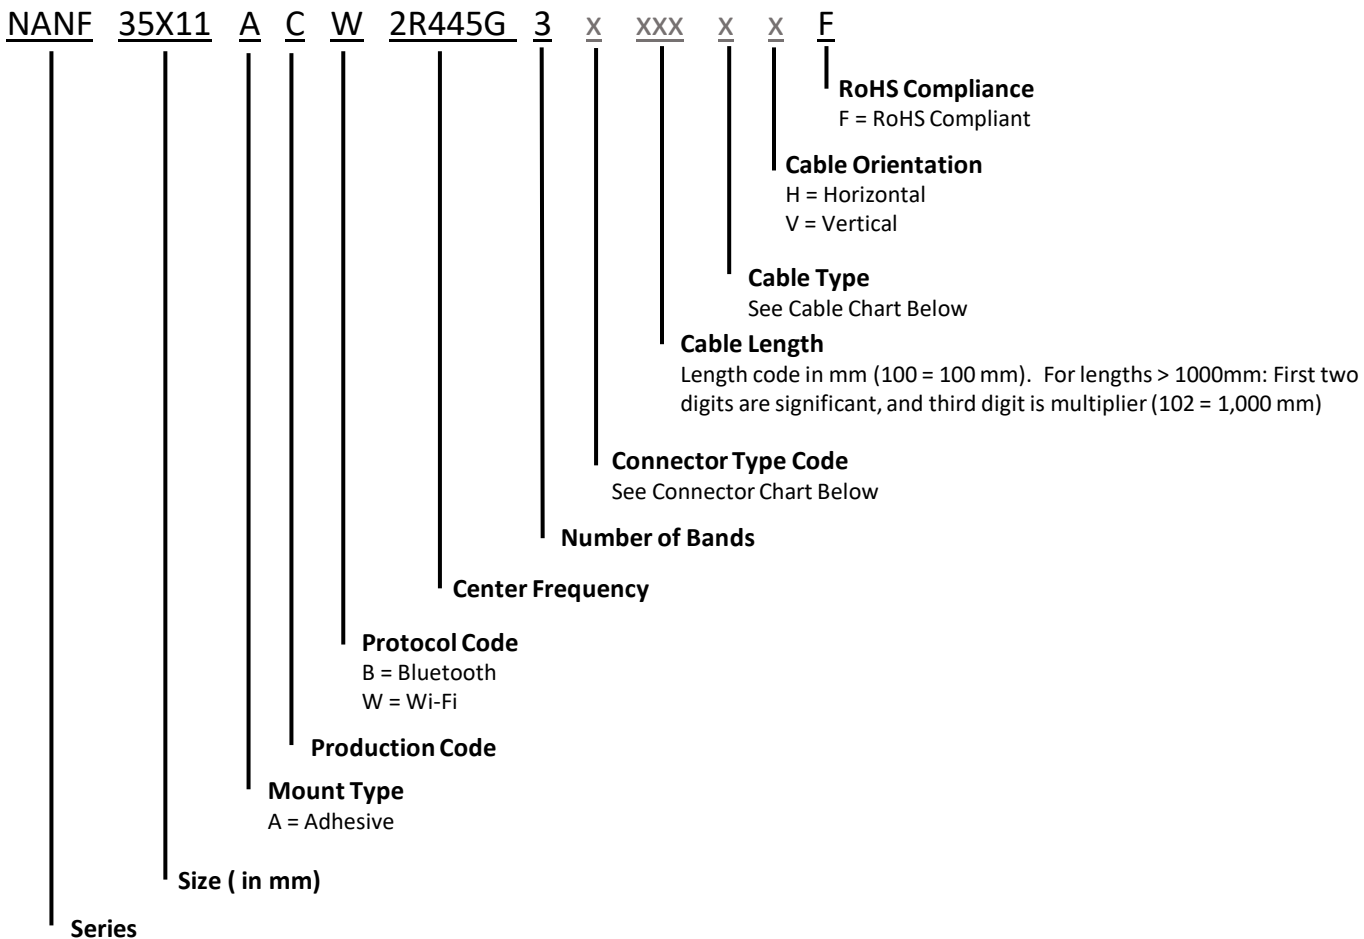 NANF 35X11 A C W 2R445G 3 x xxx x x F
RoHS Compliance
F = RoHS Compliant
Cable Orientation
H = Horizontal
V = Vertical
Cable Type
See Cable Chart Below
Cable Length
Length code in mm (100 = 100 mm). For lengths > 1000mm: First two
digits are significant, and third digit is multiplier (102 = 1,000 mm)
Connector Type Code
See Connector Chart Below
Number of Bands
Center Frequency
Protocol Code
B = Bluetooth
W = Wi-Fi
Production Code
Mount Type
A = Adhesive
Size ( in mm)
Series